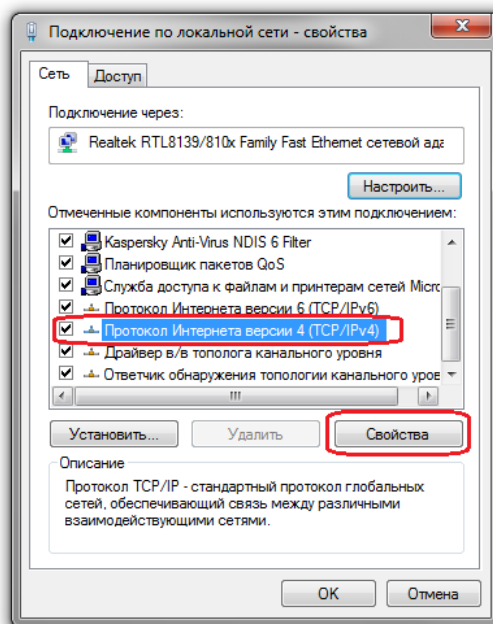 Подключение по локальной сети - свойства
Сеть Доступ
Подключение через:
Realtek RTL8139/810x Family Fast Ethernet сетевой ада
Настроить...
Отмеченные компоненты используются этим подключением:
Kaspersky Anti-Virus NDIS 6 Filter
Планировщик пакетов QoS
Служба доступа к файлам и принтерам сетей Micro
Протокол Интернета версии 6 (TCP/IPv6)
Протокол Интернета версии 4 (TCP/IPv4)
Драйвер в/в тополога канального уровня
Ответчик обнаружения топологии канального уров
Установить... Удалить Свойства
Описание
Протокол TCP/IP - стандартный протокол глобальных
сетей, обеспечивающий связь между различными
взаимодействующими сетями.
OK Отмена